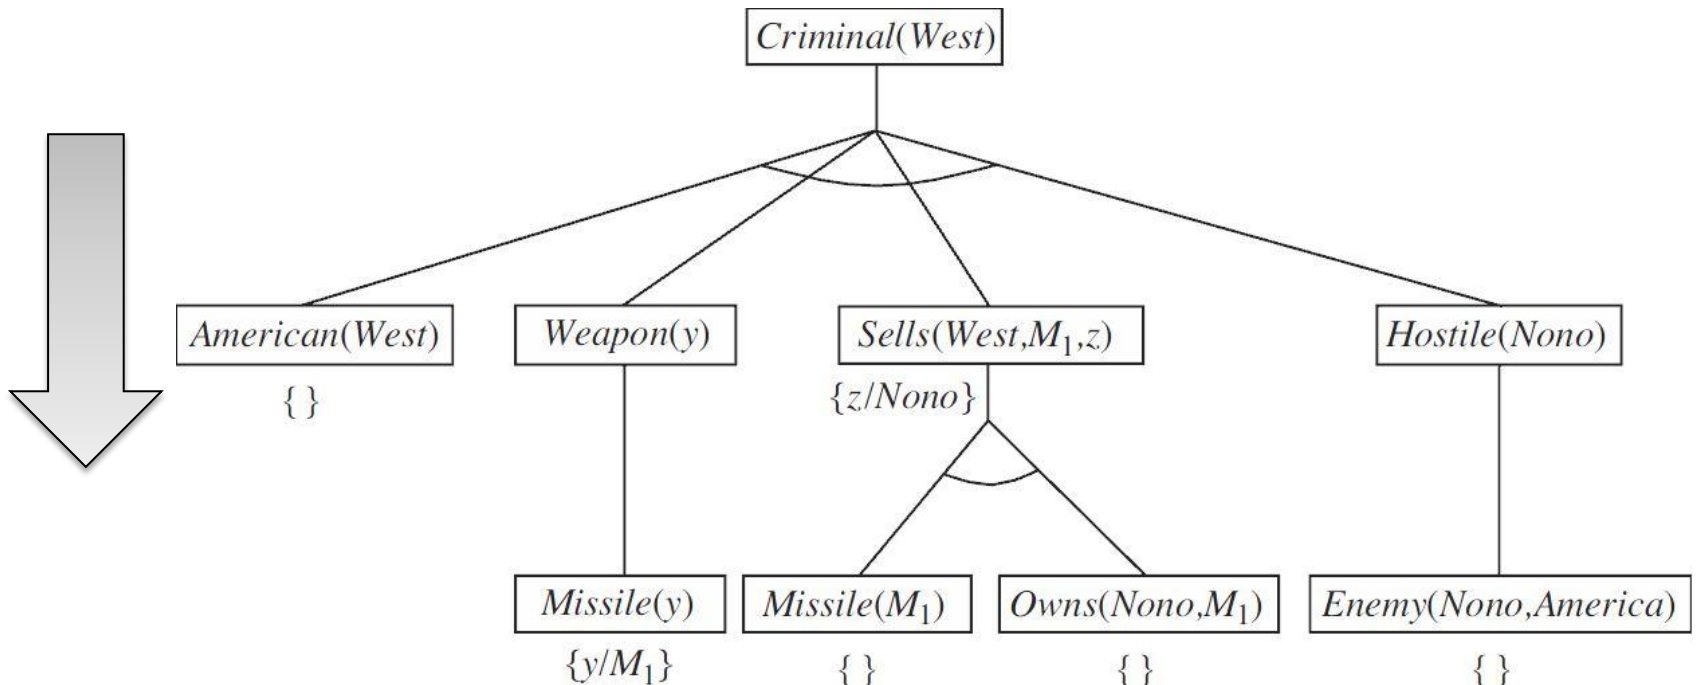 Criminal(West)
American(West)
Weapon(y)
Sells(West,M₁,z)
Hostile(Nono)
{ }
{z/Nono}
Missile(y)
Missile(M₁)
Owns(Nono,M₁)
Enemy(Nono,America)
{y/M₁}
{ }
{ }
{ }